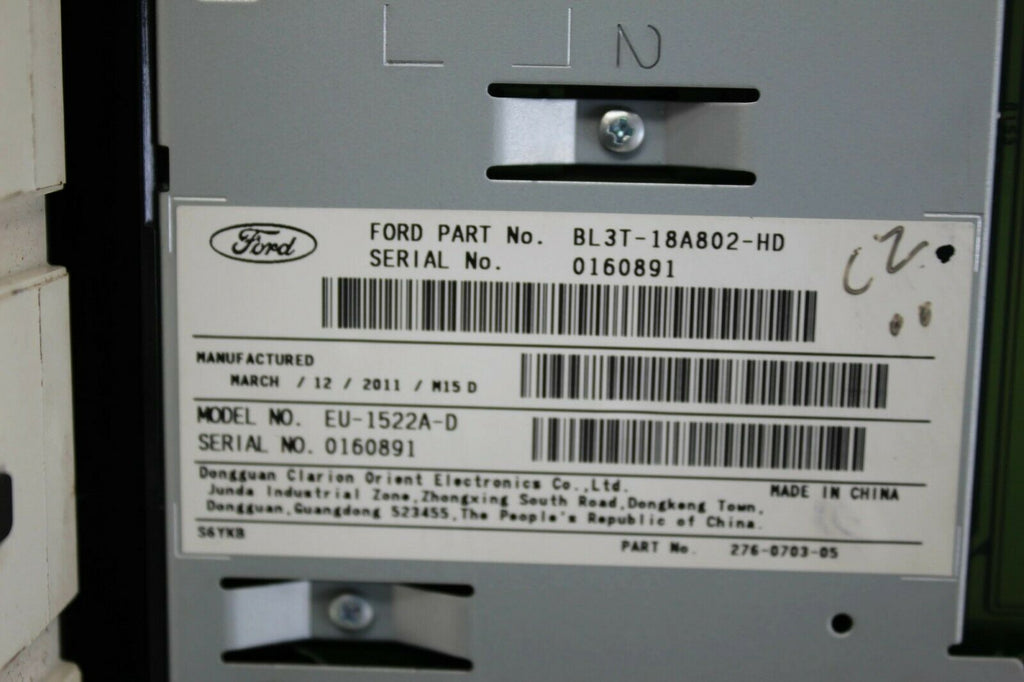 2
Ford
FORD PART No. BL3T-18A802-HD
SERIAL No. 0160891
C2
MANUFACTURED
MARCH / 12 / 2011 / M15 D
MODEL NO. EU-1522A-D
SERIAL NO. 0160891
Dongguan Clarion Orient Electronics Co.,Ltd.
MADE IN CHINA
Junda Industrial Zone,Zhongxing South Road,Dongkeng Town,
Dongguan,Guangdong 523455,The People's Republic of China.
S6YKB
PART No. 276-0703-05